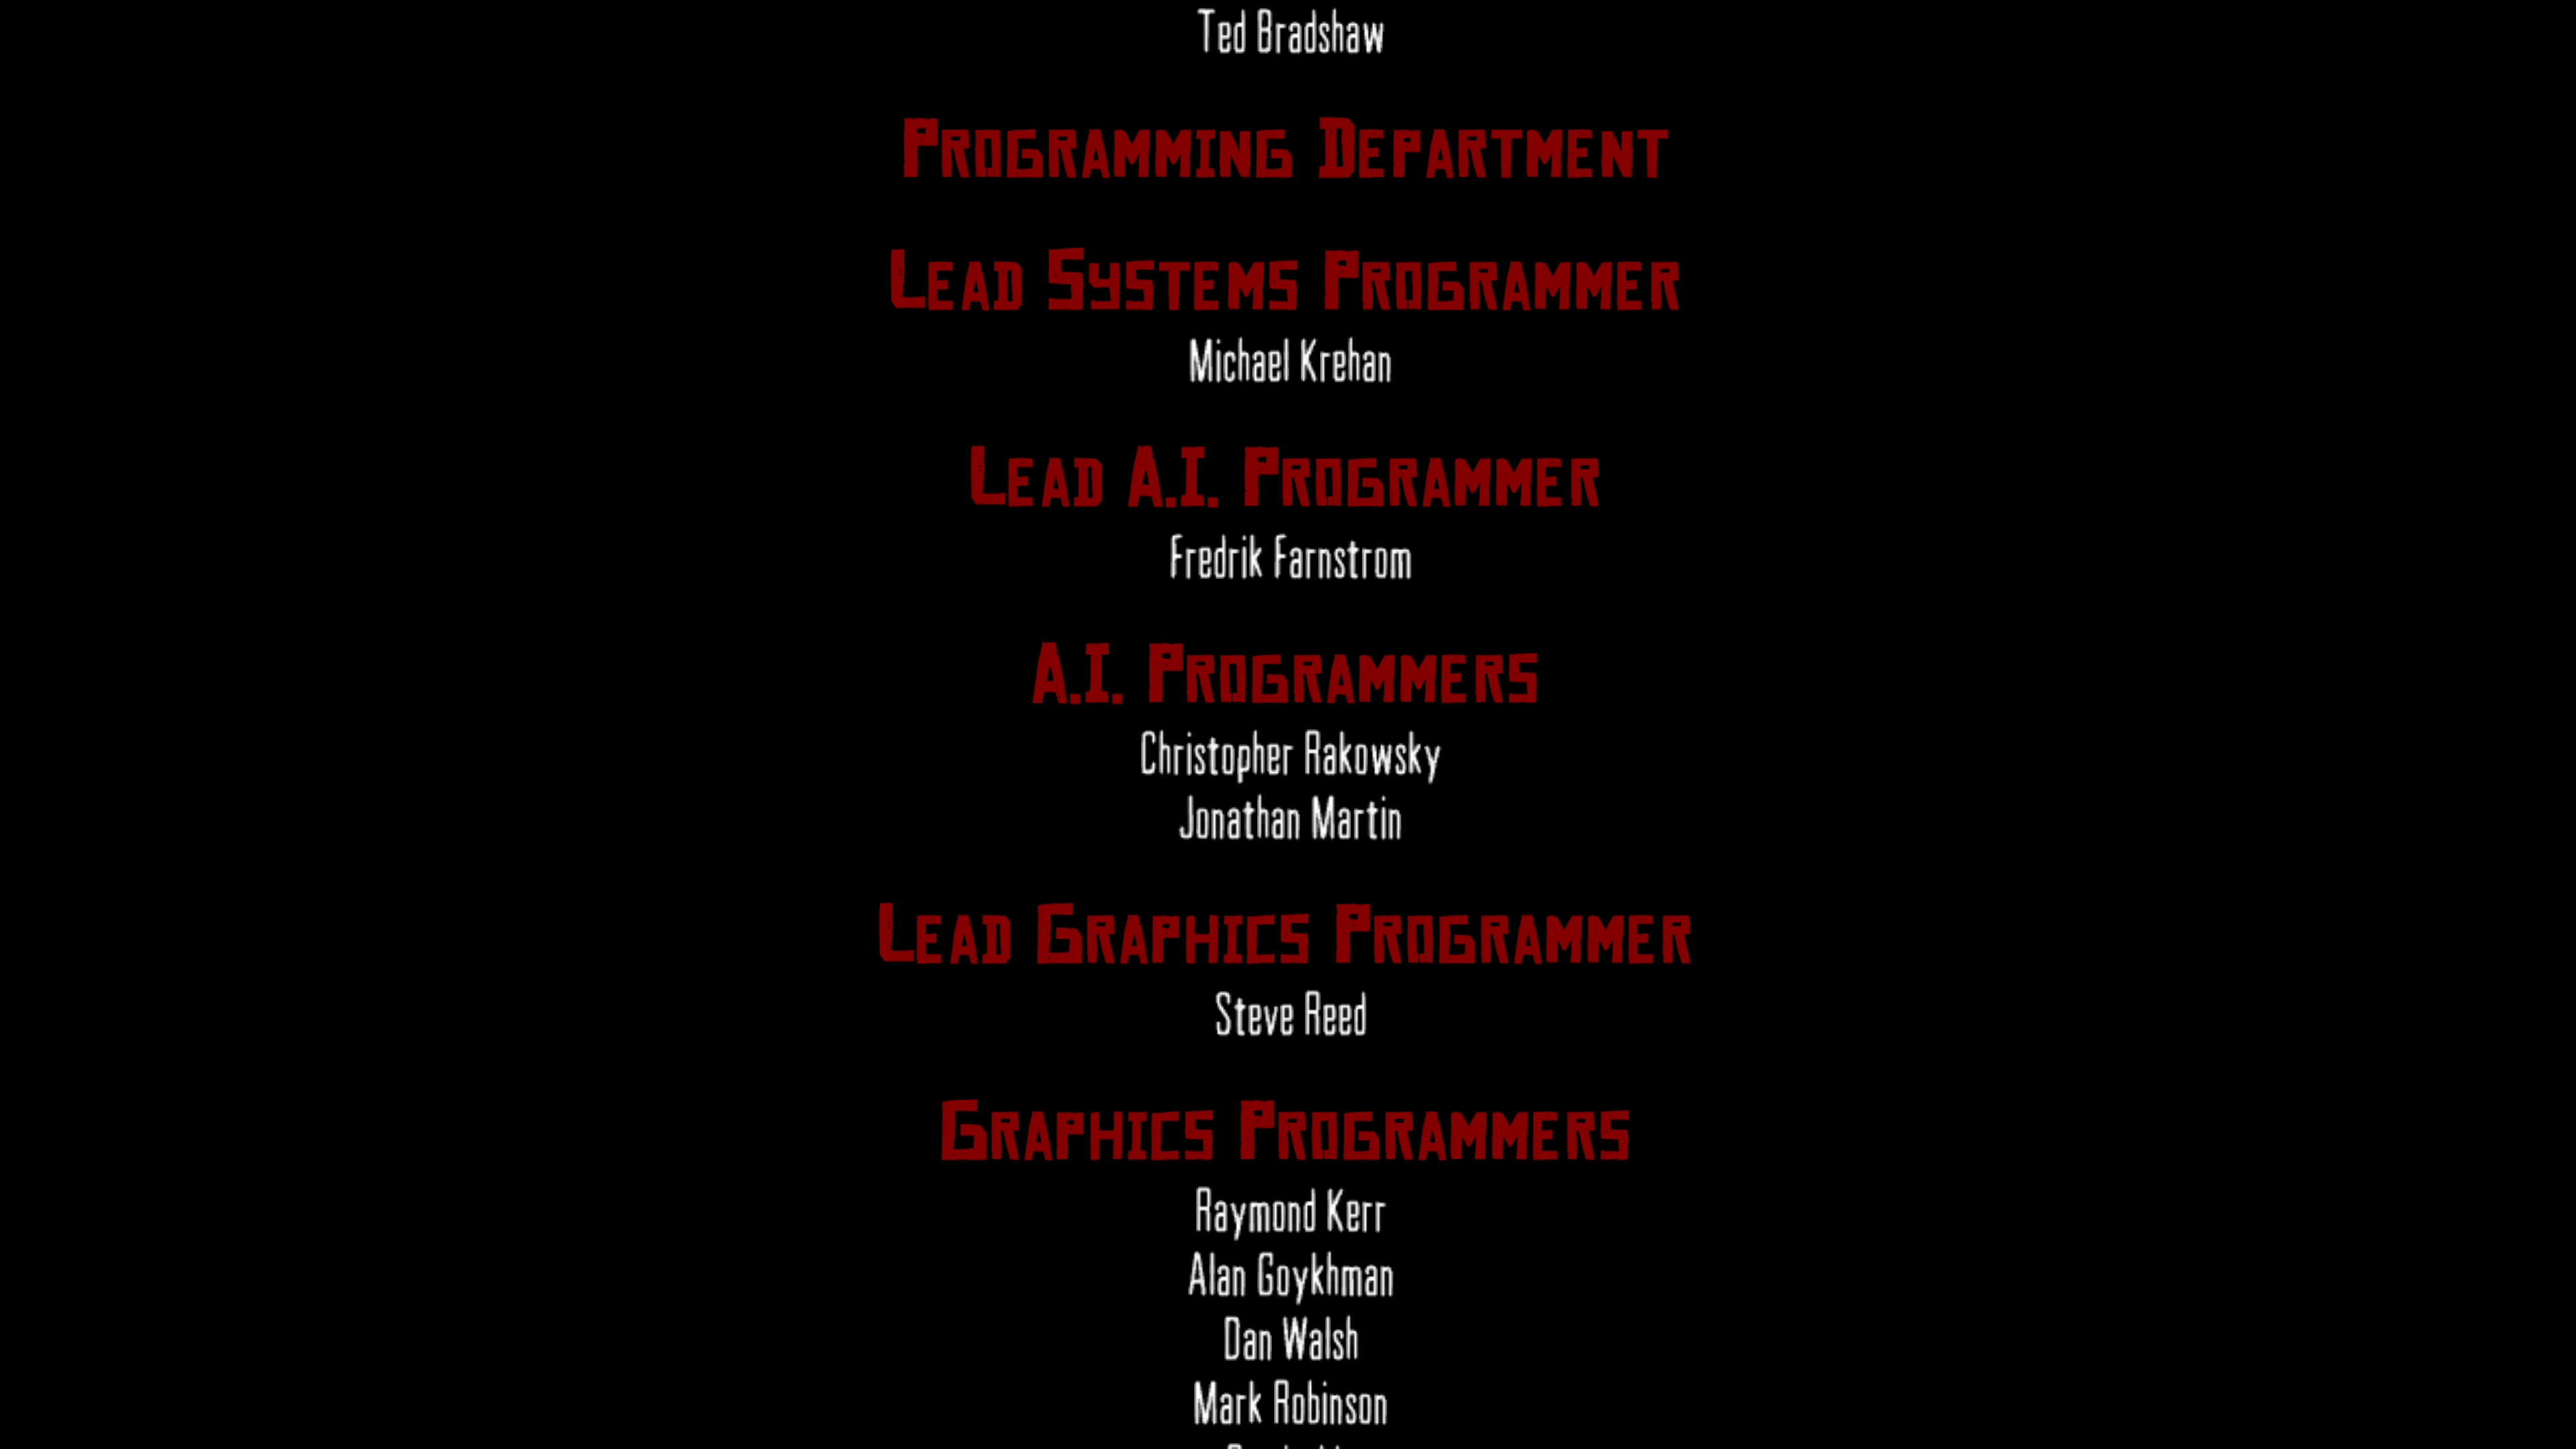 Ted Bradshaw
Programming Department
Lead Systems Programmer
Michael Krehan
Lead A.I. Programmer
Fredrik Farnstrom
A.I. Programmers
Christopher Rakowsky
Jonathan Martin
Lead Graphics Programmer
Steve Reed
Graphics Programmers
Raymond Kerr
Alan Goykhman
Dan Walsh
Mark Robinson